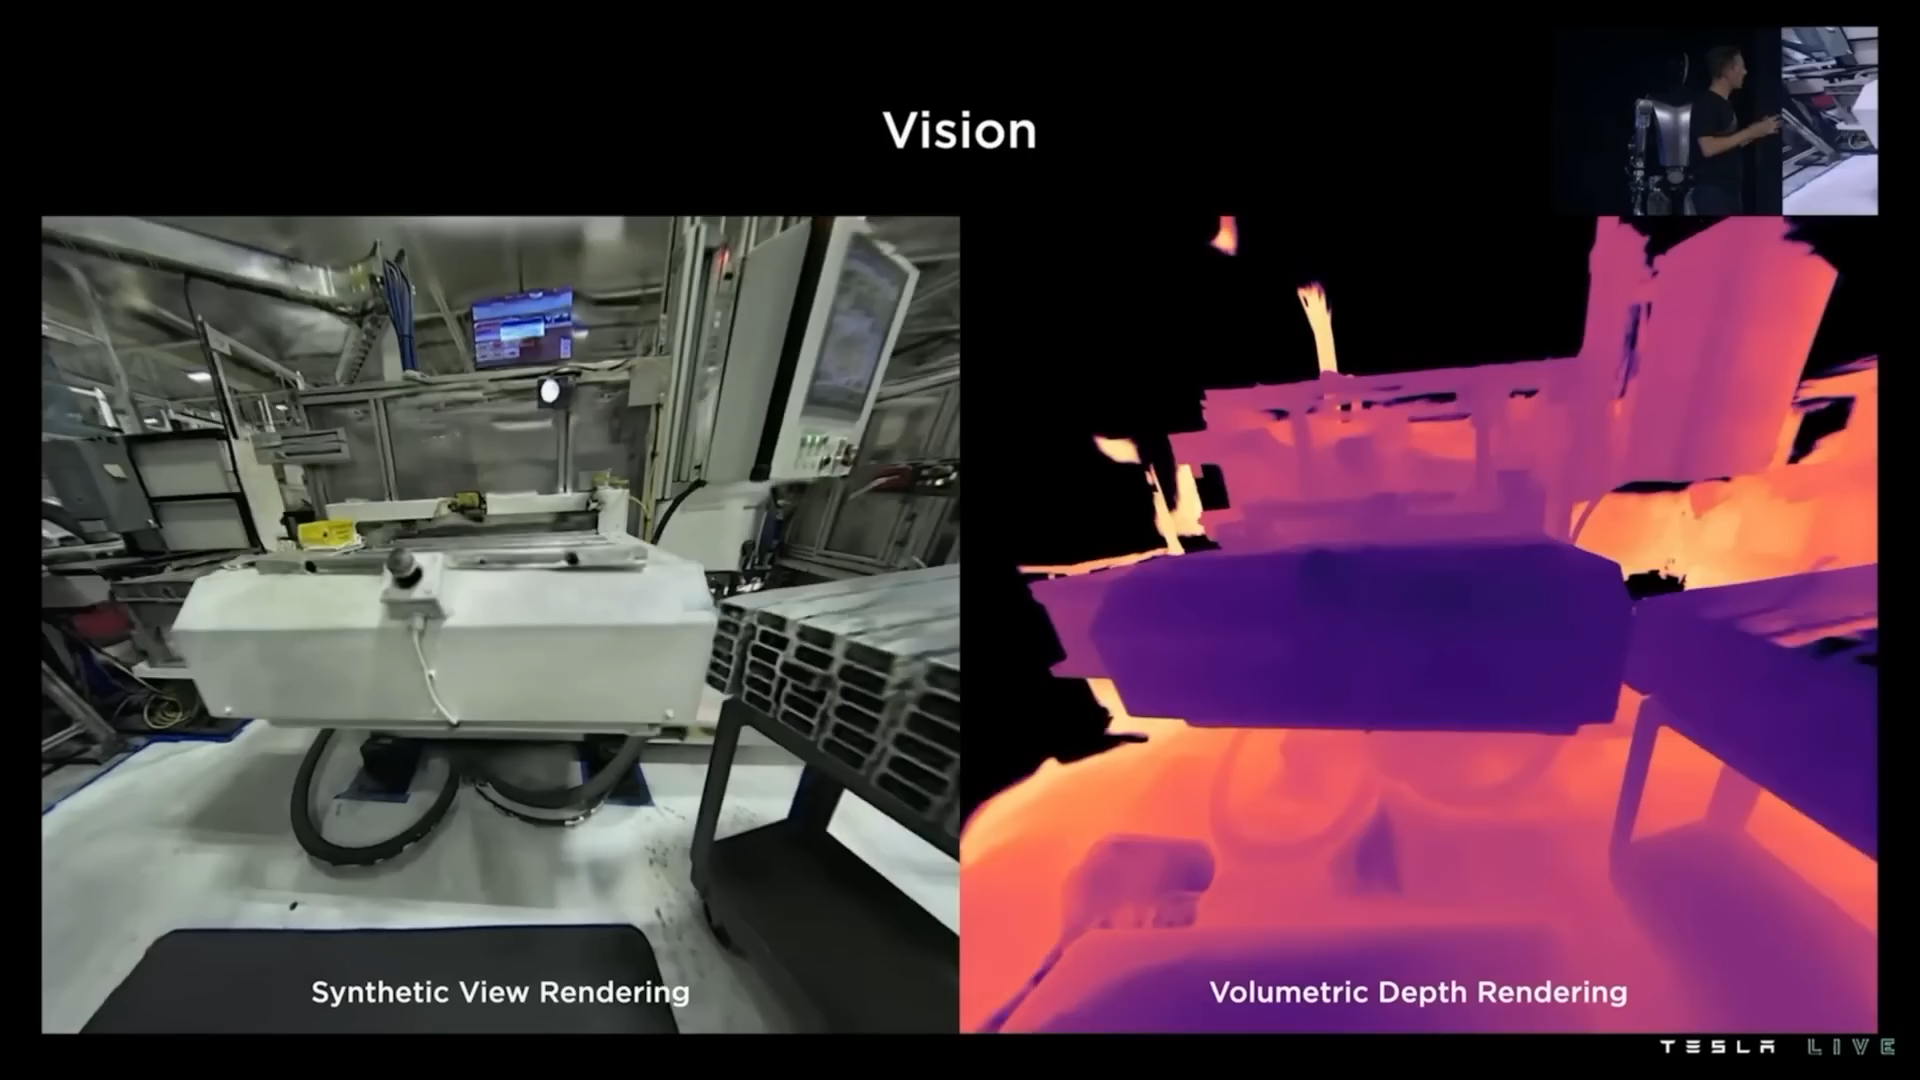 Vision
Synthetic View Rendering
Volumetric Depth Rendering
TESLA LIVE